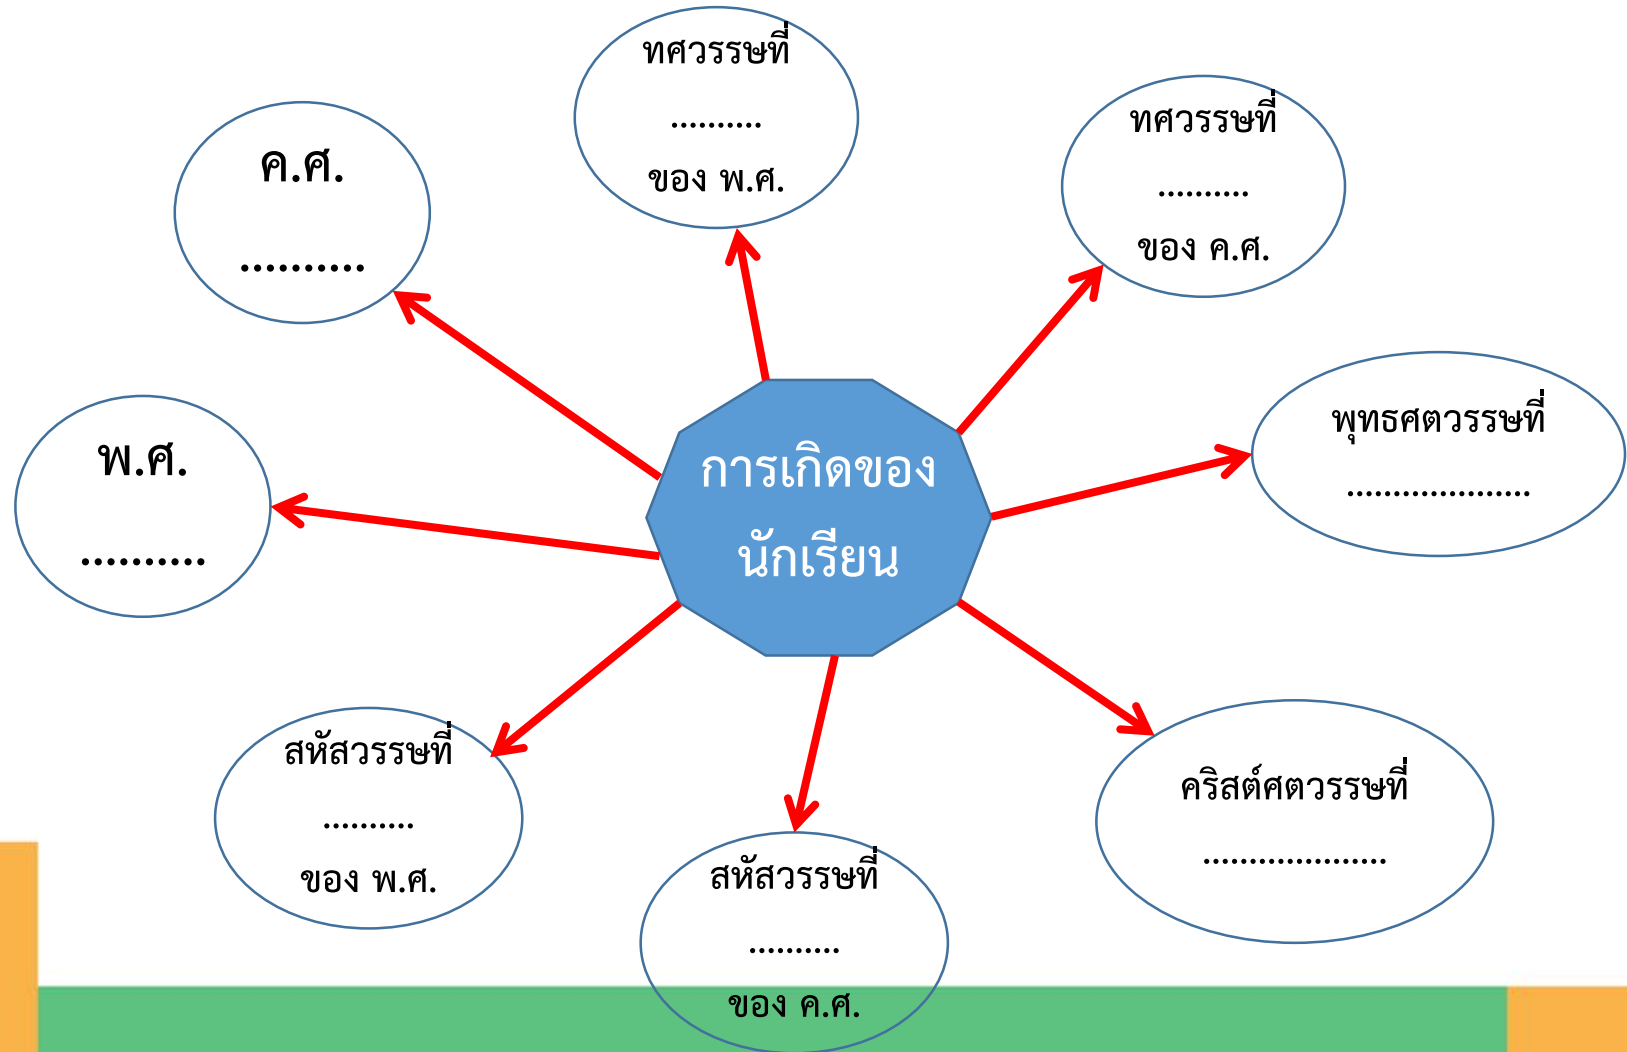 ทศวรรษที่
..........
ของ พ.ศ.
ทศวรรษที่
..........
ของ ค.ศ.
ค.ศ.
..........
พุทธศตวรรษที่
....................
พ.ศ.
..........
การเกิดของ
นักเรียน
สหัสวรรษที่
..........
ของ พ.ศ.
สหัสวรรษที่
..........
ของ ค.ศ.
คริสต์ศตวรรษที่
....................